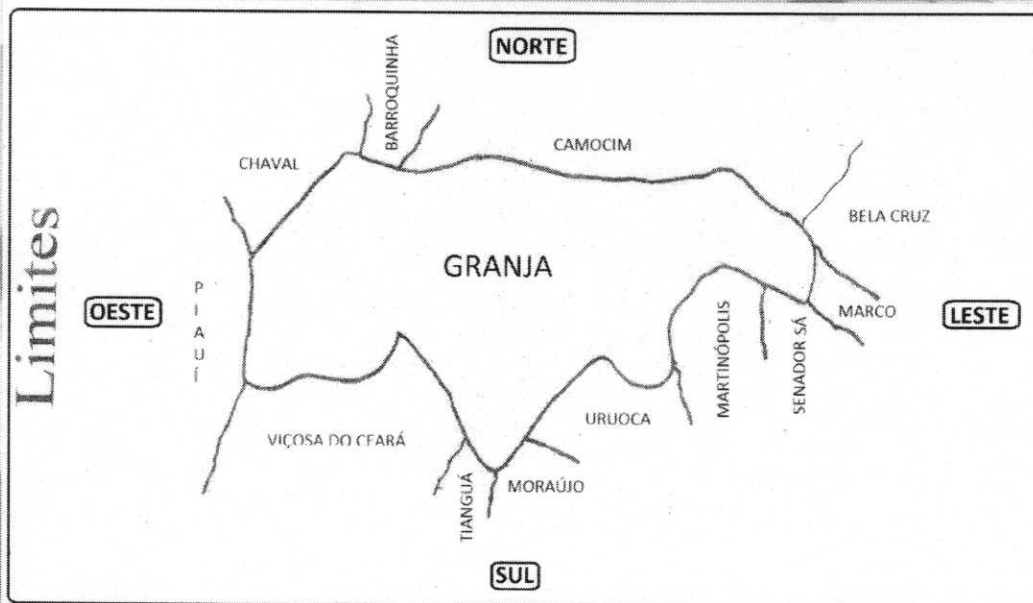 Limites
NORTE
BARROQUINHA
CAMOCIM
CHAVAL
BELA CRUZ
GRANJA
PIAUÍ
OESTE
MARCO
LESTE
MARTINÓPOLIS
SENADOR SÁ
URUOCA
VIÇOSA DO CEARÁ
TIANGUÁ
MORAÚJO
SUL